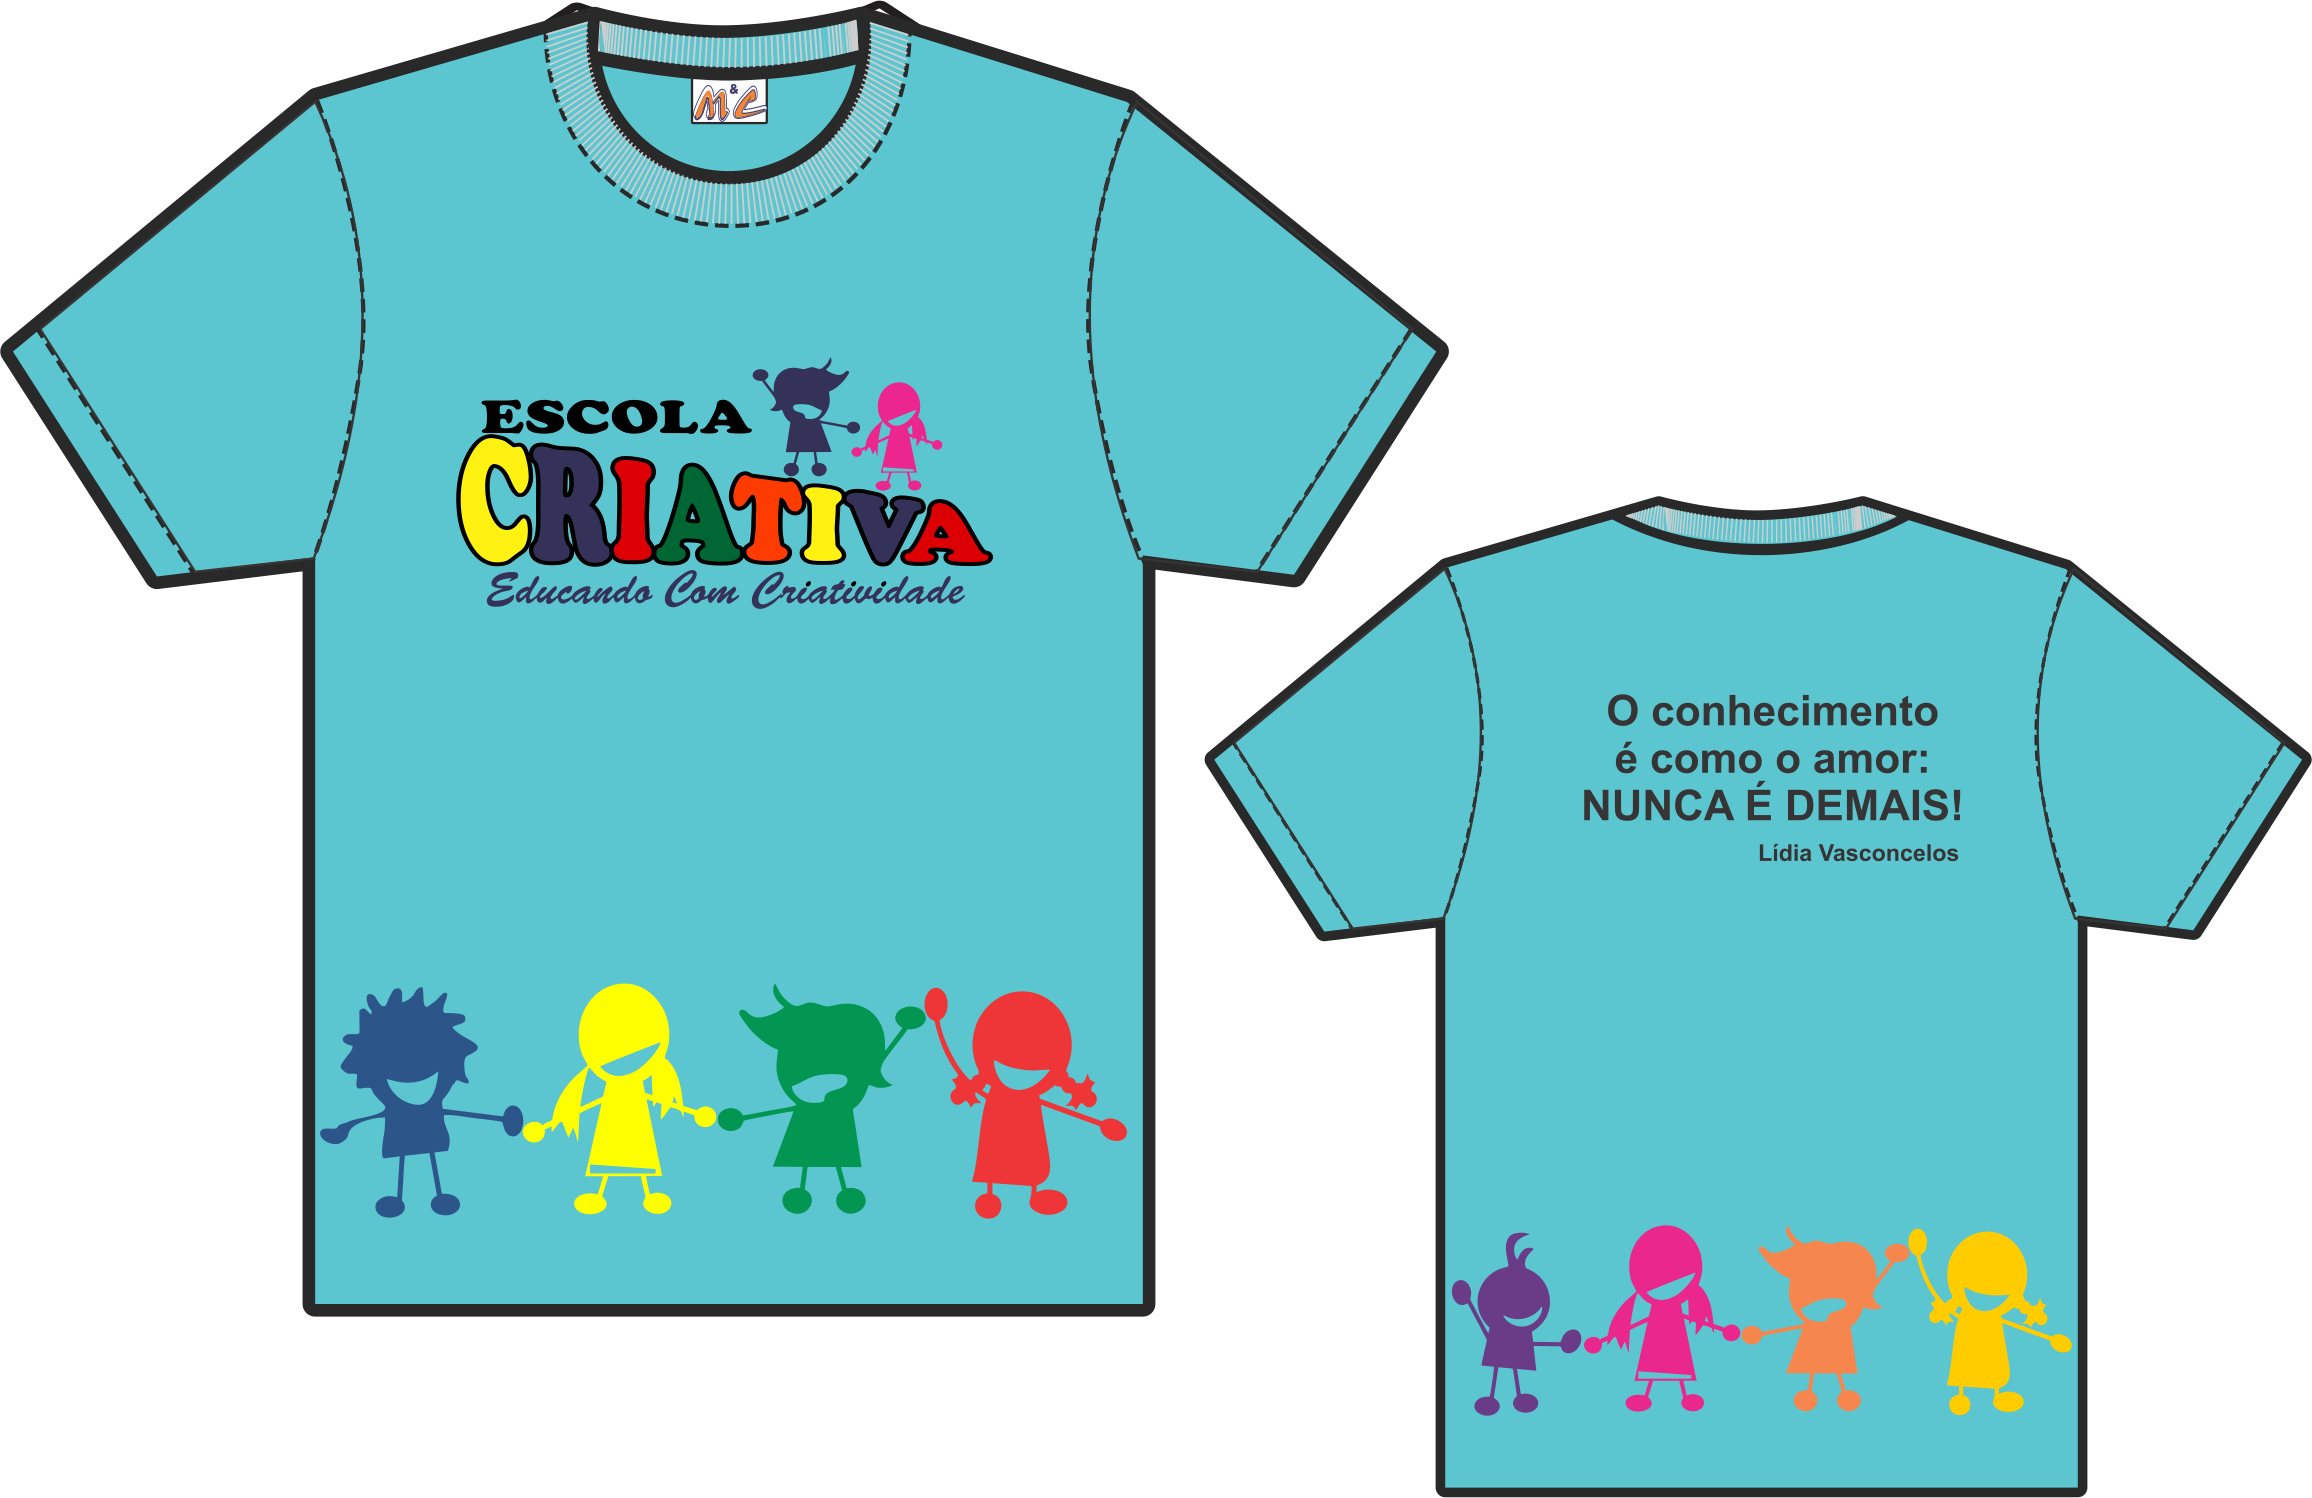 M & C
ESCOLA
CRIATIVA
Educando Com Criatividade
O conhecimento
é como o amor:
NUNCA É DEMAIS!
Lídia Vasconcelos